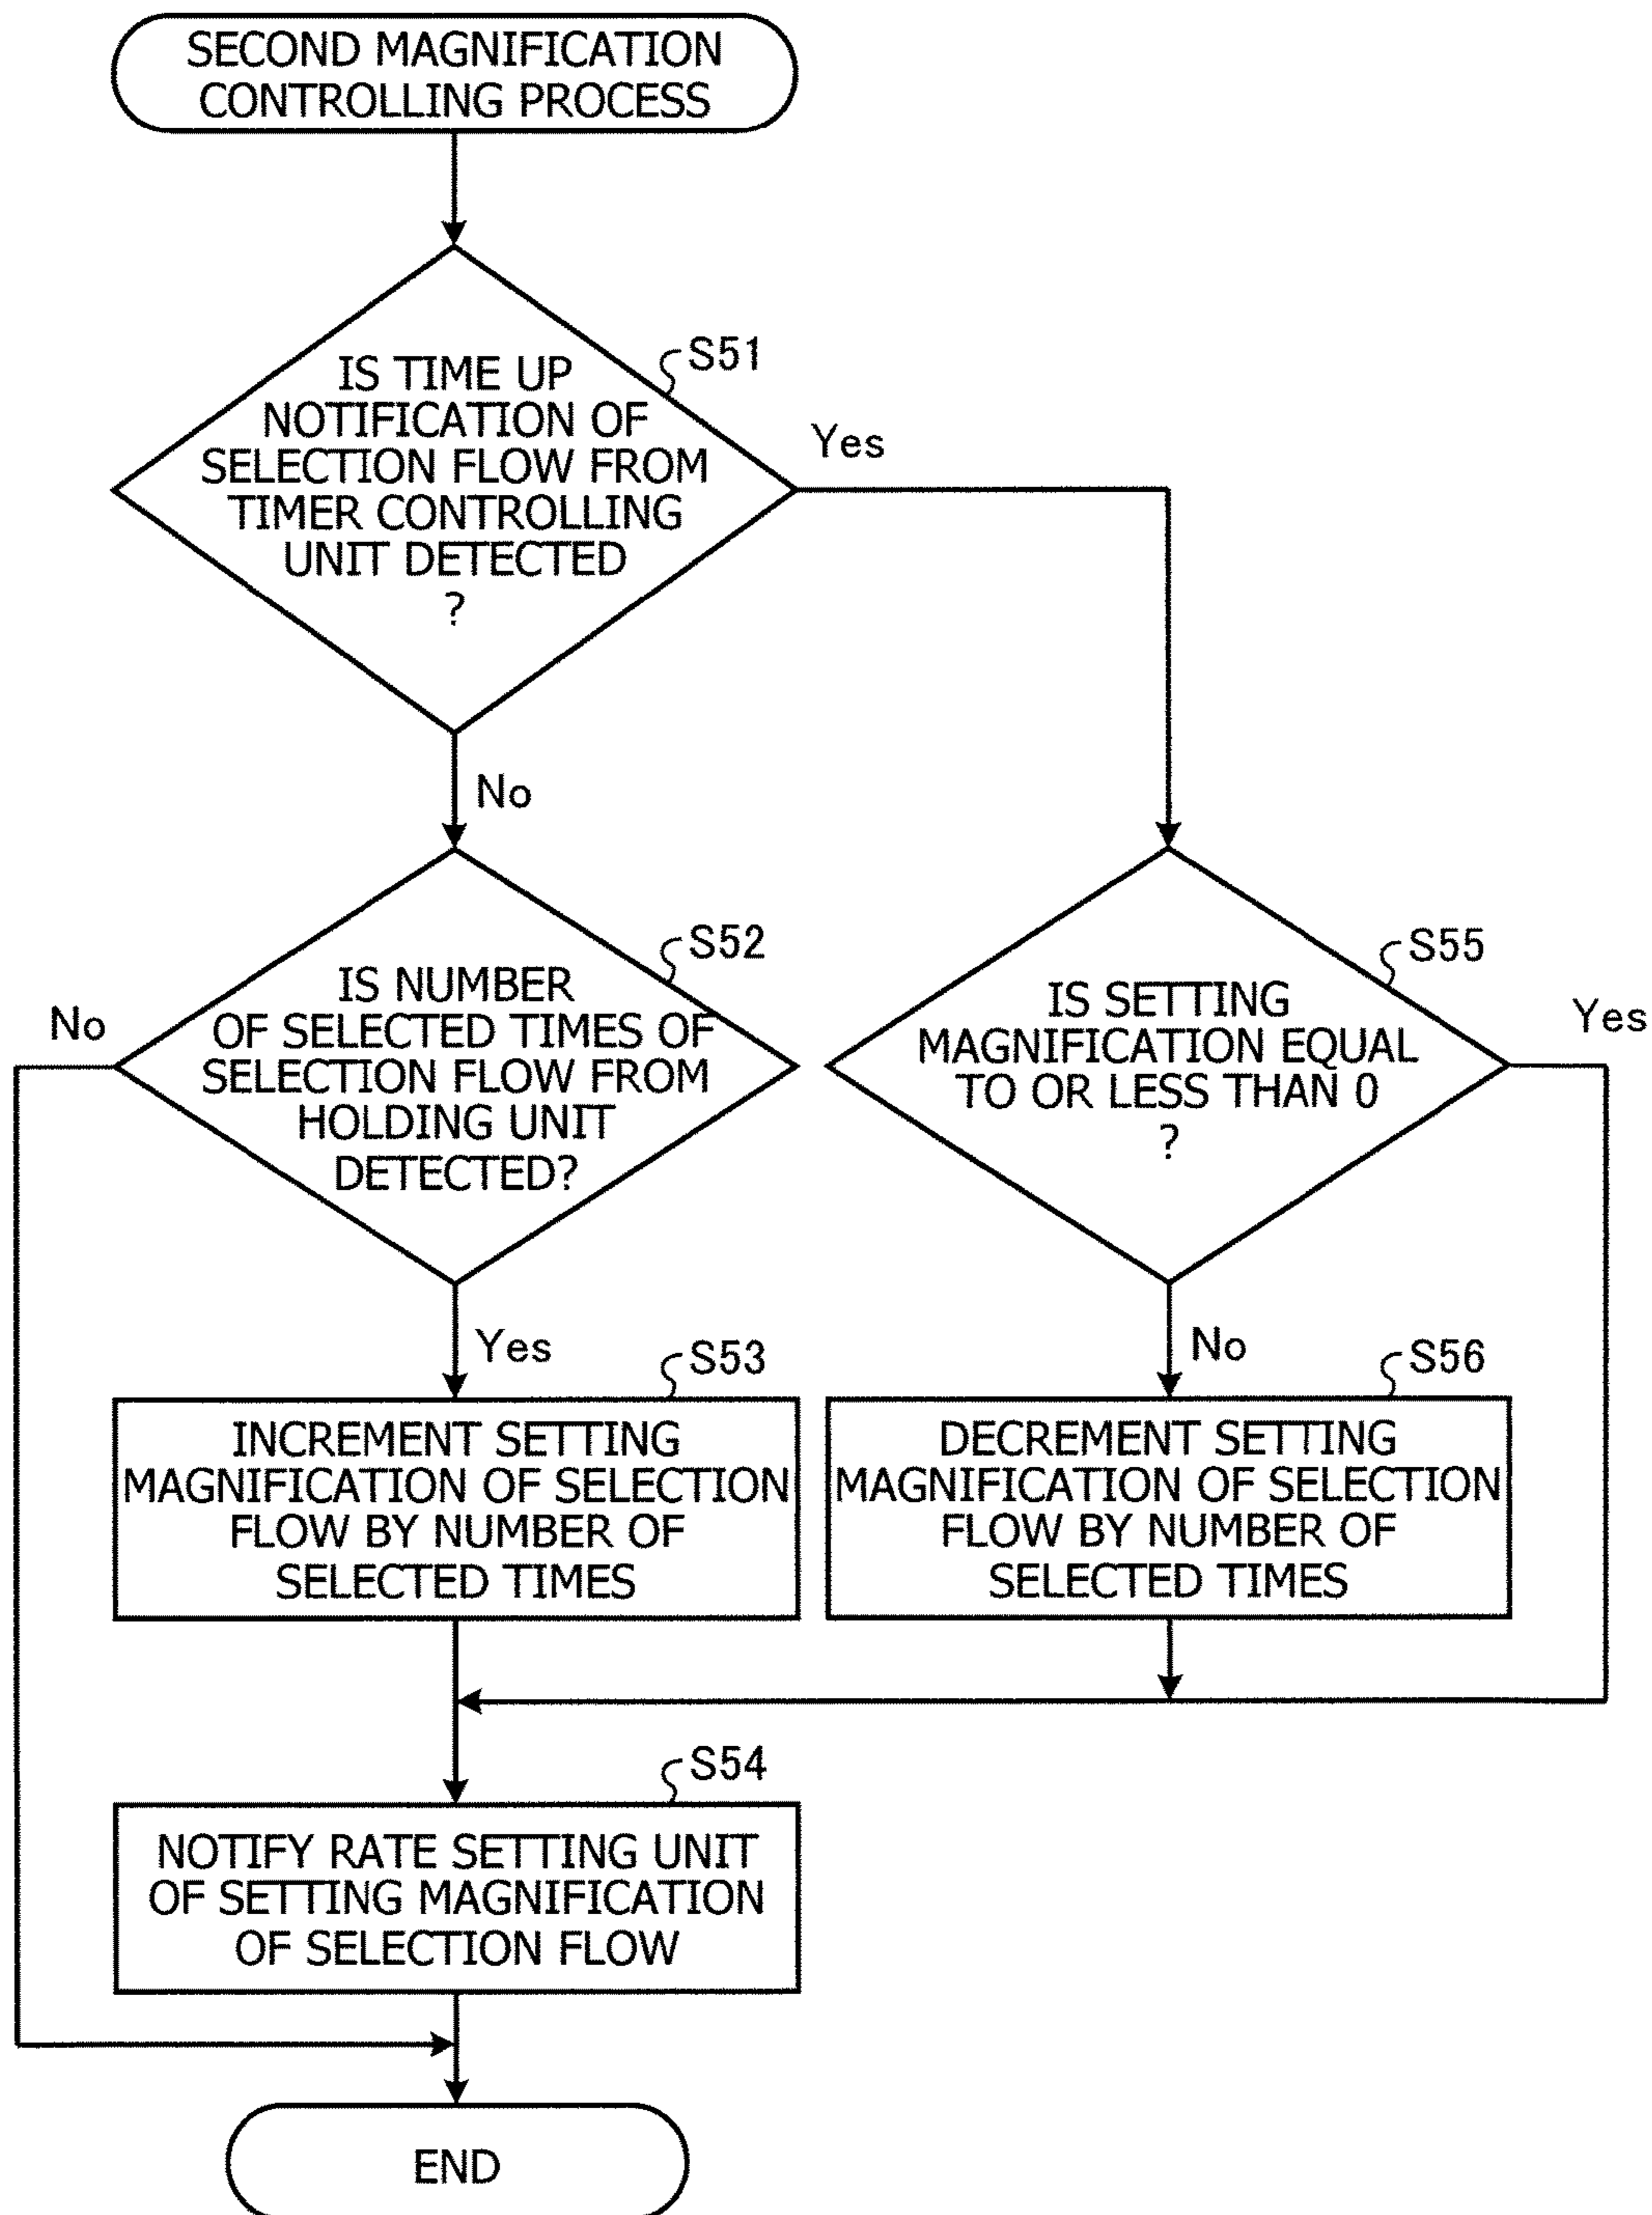 SECOND MAGNIFICATION
CONTROLLING PROCESS
S51
IS TIME UP
NOTIFICATION OF
SELECTION FLOW FROM
TIMER CONTROLLING
UNIT DETECTED
?
Yes
No
S52
IS NUMBER
OF SELECTED TIMES OF
SELECTION FLOW FROM
HOLDING UNIT
DETECTED?
No
Yes
S55
IS SETTING
MAGNIFICATION EQUAL
TO OR LESS THAN 0
?
Yes
No
S53
INCREMENT SETTING
MAGNIFICATION OF SELECTION
FLOW BY NUMBER OF
SELECTED TIMES
S56
DECREMENT SETTING
MAGNIFICATION OF SELECTION
FLOW BY NUMBER OF
SELECTED TIMES
S54
NOTIFY RATE SETTING UNIT
OF SETTING MAGNIFICATION
OF SELECTION FLOW
END